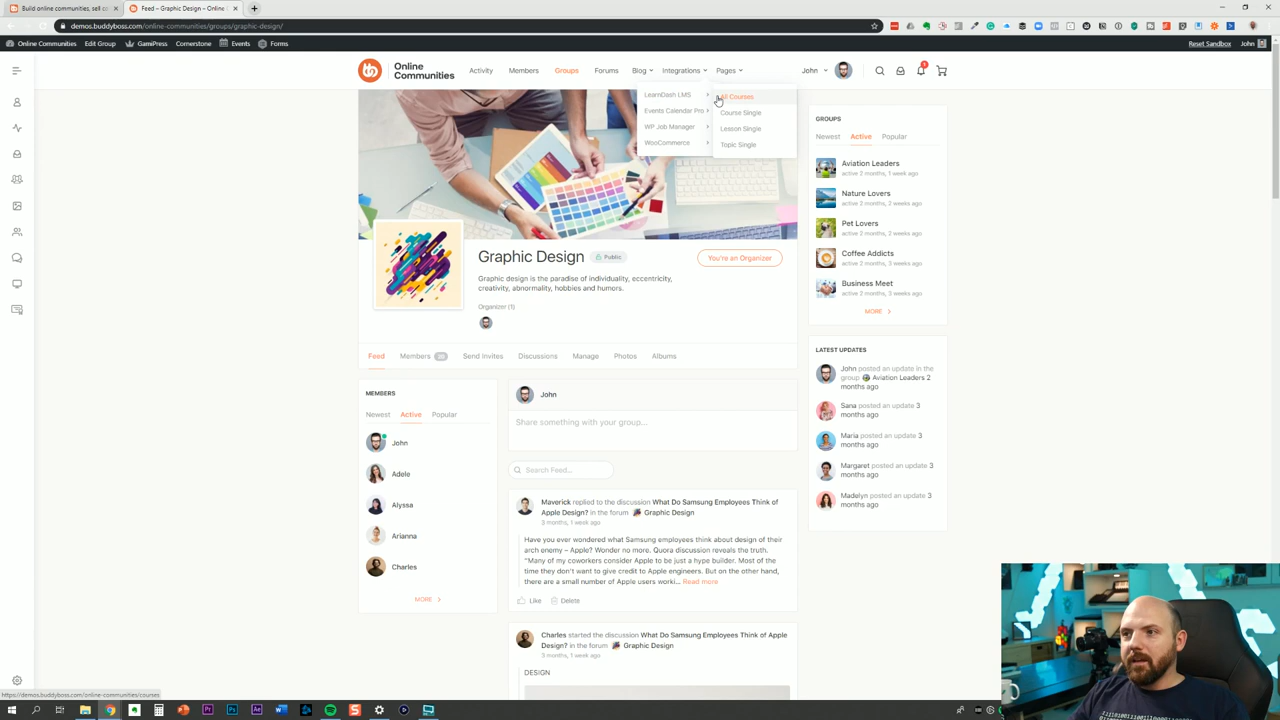 Build online communities, sell co
Feed – Graphic Design – Online
demos.buddyboss.com/online-communities/groups/graphic-design/
Online Communities Edit Group GamiPress Cornerstone Events Forms Reset Sandbox John
Online
Communities
Activity Members Groups Forums Blog Integrations Pages John
LearnDash LMS
Events Calendar Pro
WP Job Manager
WooCommerce
All Courses
Course Single
Lesson Single
Topic Single
GROUPS
Newest Active Popular
Aviation Leaders
active 2 months, 1 week ago
Nature Lovers
active 2 months, 2 weeks ago
Pet Lovers
active 2 months, 2 weeks ago
Coffee Addicts
active 2 months, 3 weeks ago
Business Meet
active 2 months, 3 weeks ago
MORE
Graphic Design Public
You're an Organizer
Graphic design is the paradise of individuality, eccentricity,
creativity, abnormality, hobbies and humors.
Organizer (1)
Feed Members 20 Send Invites Discussions Manage Photos Albums
LATEST UPDATES
John posted an update in the
group Aviation Leaders 2
months ago
Sana posted an update 3
months ago
Maria posted an update 3
months ago
Margaret posted an update 3
months ago
Madelyn posted an update 3
months ago
MEMBERS
Newest Active Popular
John
Adele
Alyssa
Arianna
Charles
MORE
John
Share something with your group...
Search Feed...
Maverick replied to the discussion What Do Samsung Employees Think of
Apple Design? in the forum Graphic Design
3 months, 1 week ago
Have you ever wondered what Samsung employees think about design of their
arch enemy – Apple? Wonder no more. Quora discussion reveals the truth.
"Many of my coworkers consider Apple to be just a hype builder. Most of the
time they don't want to give credit to Apple engineers. But on the other hand,
there are a small number of Apple users worki... Read more
Like Delete
Charles started the discussion What Do Samsung Employees Think of Apple
Design? in the forum Graphic Design
3 months, 1 week ago
DESIGN
https://demos.buddyboss.com/online-communities/courses